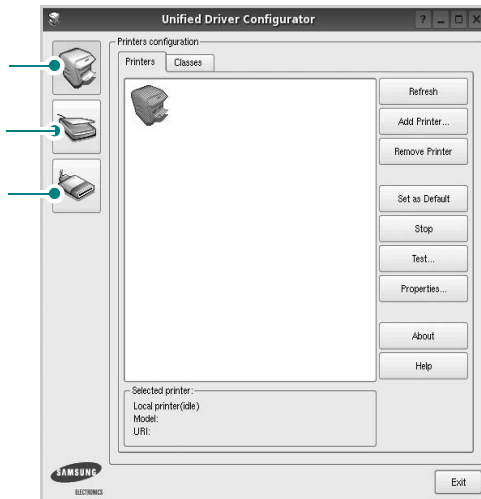 Unified Driver Configurator
Printers configuration
Printers Classes
Refresh
Add Printer...
Remove Printer
Set as Default
Stop
Test...
Properties...
About
Help
Selected printer:
Local printer(idle)
Model:
URI:
SAMSUNG
ELECTRONICS
Exit